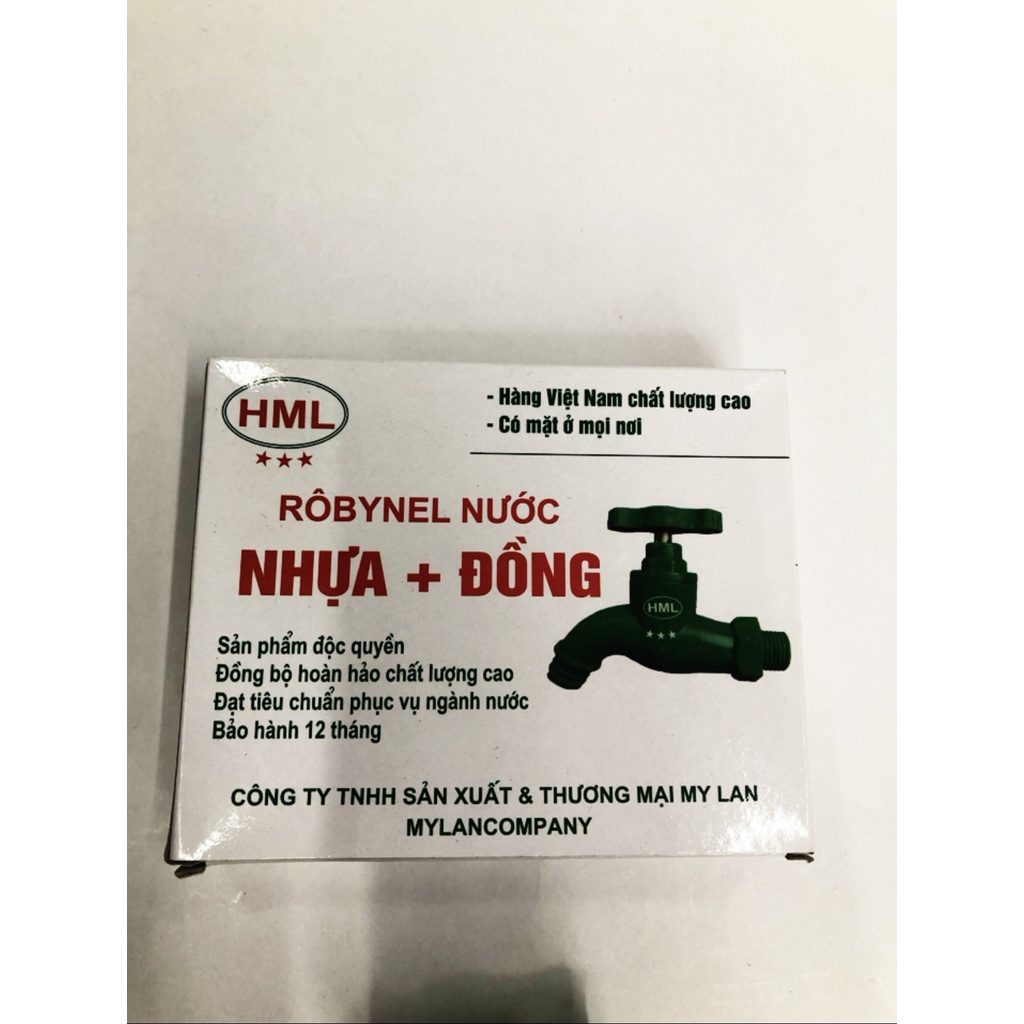 HML
- Hàng Việt Nam chất lượng cao
- Có mặt ở mọi nơi
RÔBYNEL NƯỚC
NHỰA + ĐỒNG
HML
Sản phẩm độc quyền
Đồng bộ hoàn hảo chất lượng cao
Đạt tiêu chuẩn phục vụ ngành nước
Bảo hành 12 tháng
CÔNG TY TNHH SẢN XUẤT & THƯƠNG MẠI MY LAN
MYLANCOMPANY